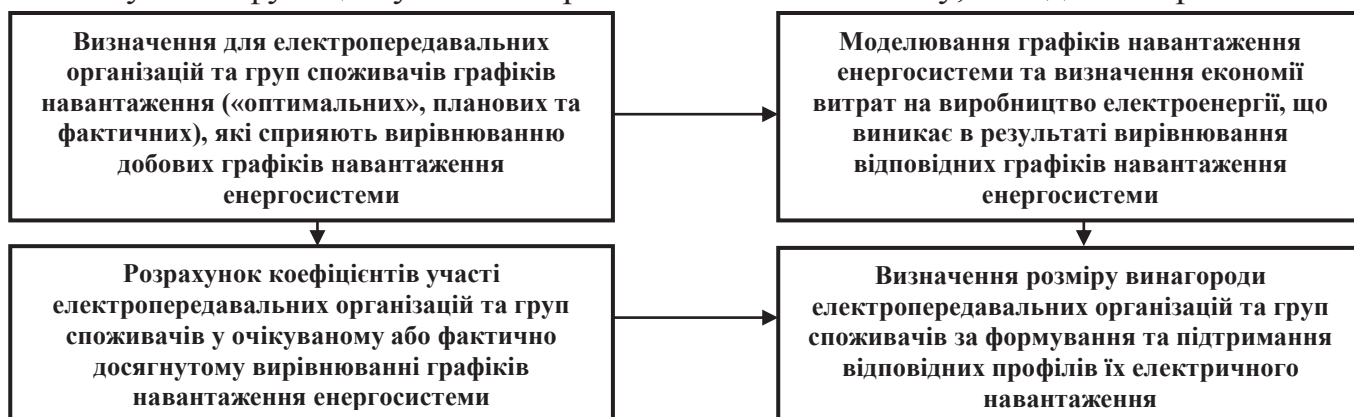 Визначення для електропередавальних
організацій та груп споживачів графіків
навантаження («оптимальних», планових та
фактичних), які сприяють вирівнюванню
добових графіків навантаження
енергосистеми
Моделювання графіків навантаження
енергосистеми та визначення економії
витрат на виробництво електроенергії, що
виникає в результаті вирівнювання
відповідних графіків навантаження
енергосистеми
Розрахунок коефіцієнтів участі
електропередавальних організацій та груп
споживачів у очікуваному або фактично
досягнутому вирівнюванні графіків
навантаження енергосистеми
Визначення розміру винагороди
електропередавальних організацій та груп
споживачів за формування та підтримання
відповідних профілів їх електричного
навантаження